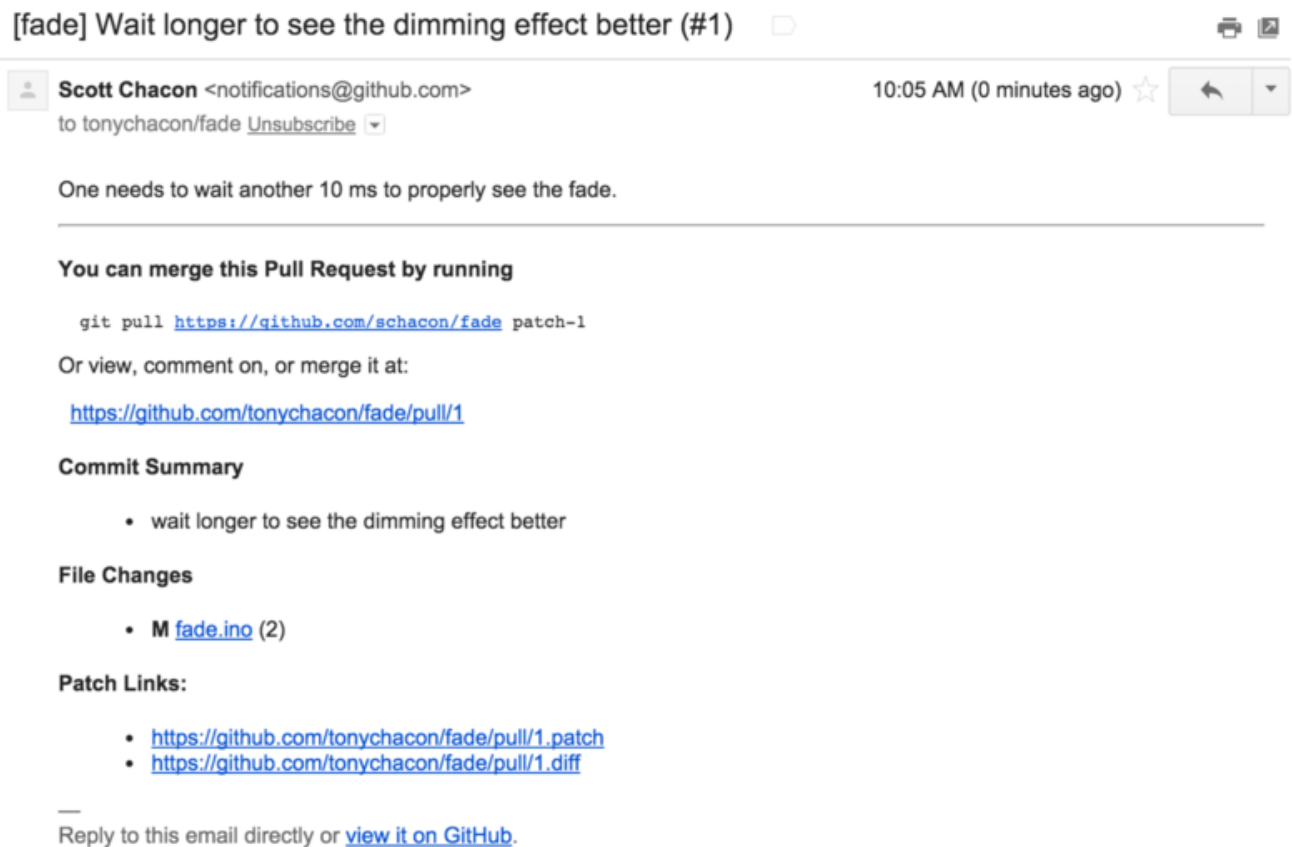 [fade] Wait longer to see the dimming effect better (#1)
Scott Chacon <notifications@github.com>
10:05 AM (0 minutes ago)
to tonychacon/fade Unsubscribe
One needs to wait another 10 ms to properly see the fade.
You can merge this Pull Request by running
git pull https://github.com/schacon/fade patch-1
Or view, comment on, or merge it at:
https://github.com/tonychacon/fade/pull/1
Commit Summary
• wait longer to see the dimming effect better
File Changes
• M fade.ino (2)
Patch Links:
• https://github.com/tonychacon/fade/pull/1.patch
• https://github.com/tonychacon/fade/pull/1.diff
—
Reply to this email directly or view it on GitHub.